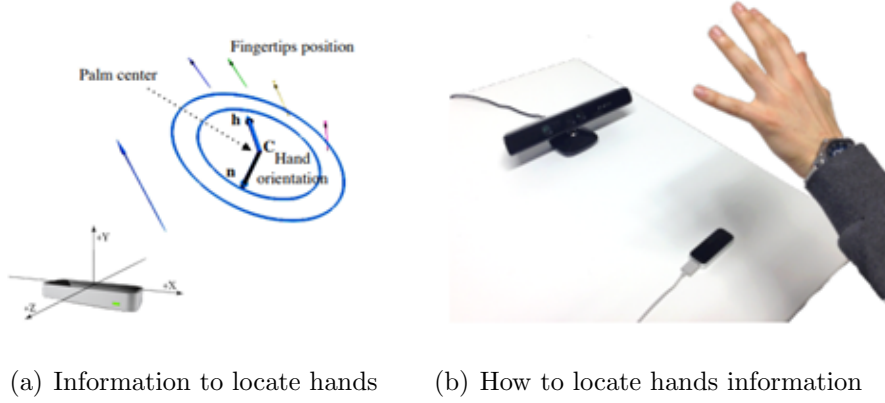 Fingertips position
Palm center
h
C
Hand
n
orientation
+Y
+X
+Z
(a) Information to locate hands
(b) How to locate hands information